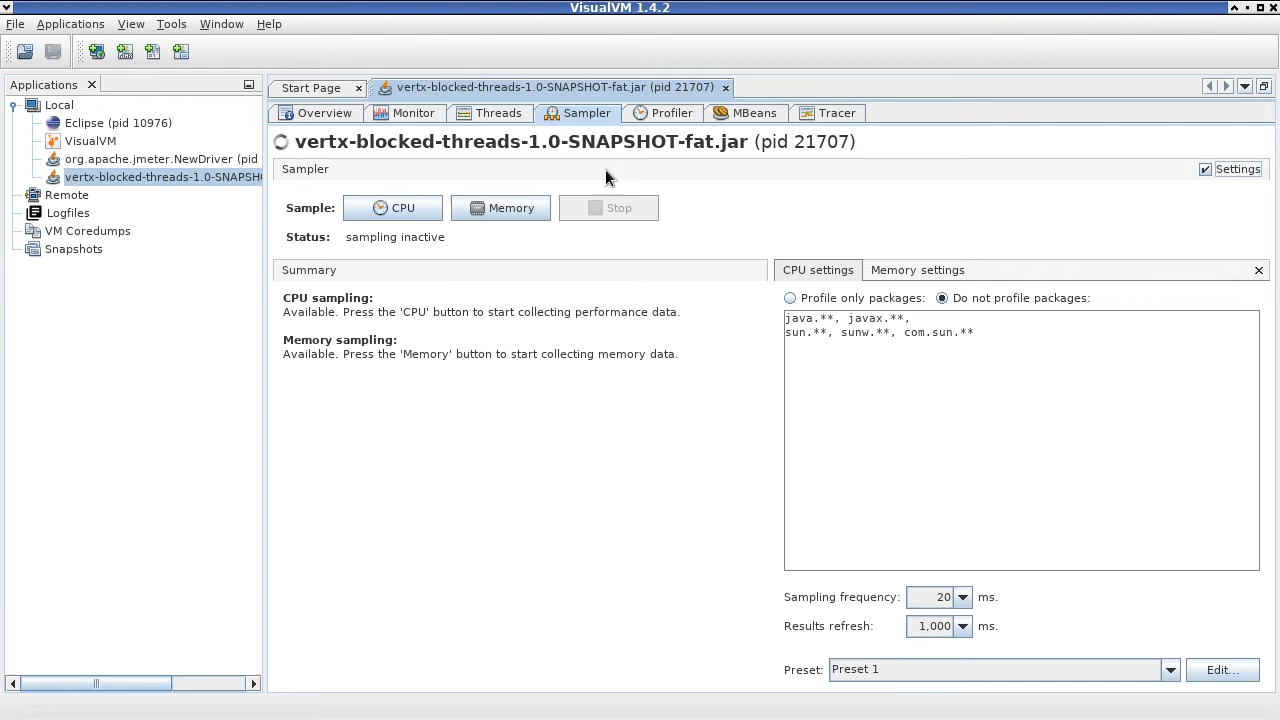 VisualVM 1.4.2
File Applications View Tools Window Help
Applications
Local
Eclipse (pid 10976)
VisualVM
org.apache.jmeter.NewDriver (pid
vertx-blocked-threads-1.0-SNAPSH
Remote
Logfiles
VM Coredumps
Snapshots
Start Page
vertx-blocked-threads-1.0-SNAPSHOT-fat.jar (pid 21707)
Overview Monitor Threads Sampler Profiler MBeans Tracer
vertx-blocked-threads-1.0-SNAPSHOT-fat.jar (pid 21707)
Sampler Settings
Sample: CPU Memory Stop
Status: sampling inactive
Summary
CPU sampling:
Available. Press the 'CPU' button to start collecting performance data.
Memory sampling:
Available. Press the 'Memory' button to start collecting memory data.
CPU settings Memory settings
Profile only packages: Do not profile packages:
java.**, javax.**,
sun.**, sunw.**, com.sun.**
Sampling frequency: 20 ms.
Results refresh: 1,000 ms.
Preset: Preset 1 Edit...